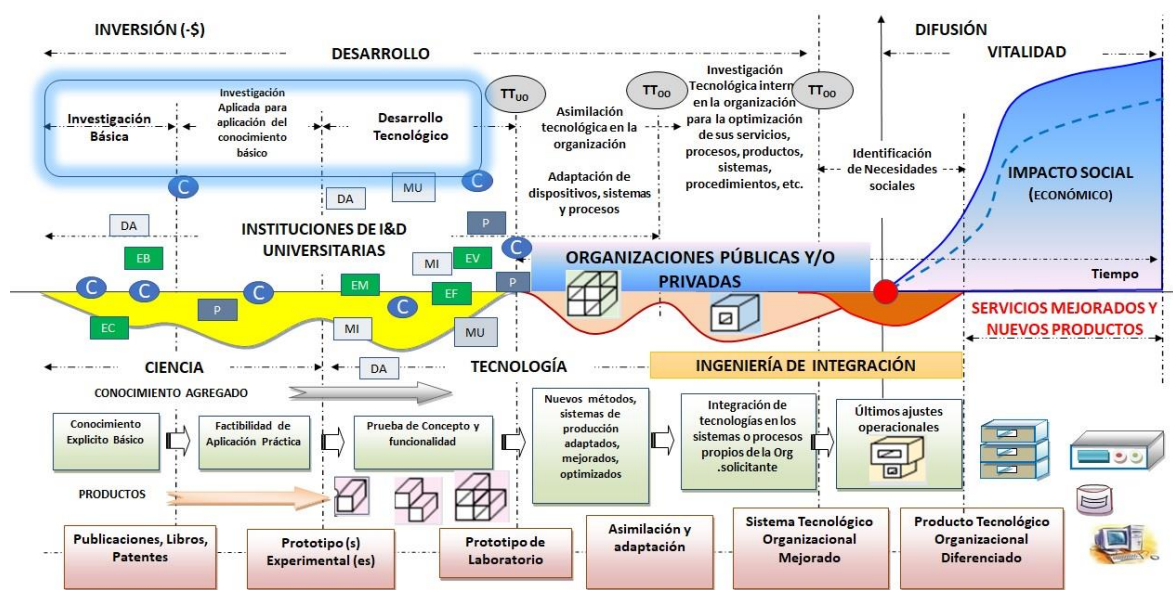 INVERSIÓN (-$)
DIFUSIÓN
DESARROLLO
VITALIDAD
Investigación
Básica
Investigación
Aplicada para
aplicación del
conocimiento
básico
Desarrollo
Tecnológico
TTUO
Asimilación
tecnológica en la
organización
Adaptación de
dispositivos, sistemas
y procesos
TTOO
Investigación
Tecnológica intern
en la organización
para la optimización
de sus servicios,
procesos, productos,
sistemas,
procedimientos, etc.
TTOO
Identificación
de Necesidades
sociales
IMPACTO SOCIAL
(ECONÓMICO)
C
C
DA
MU
DA
P
INSTITUCIONES DE I&D
UNIVERSITARIAS
C
EB
MI
EV
ORGANIZACIONES PÚBLICAS Y/O
PRIVADAS
Tiempo
C
C
C
EM
EF
P
P
C
EC
MI
MU
SERVICIOS MEJORADOS Y
NUEVOS PRODUCTOS
CIENCIA
DA
TECNOLOGÍA
INGENIERÍA DE INTEGRACIÓN
CONOCIMIENTO AGREGADO
Conocimiento
Explicito Básico
Factibilidad de
Aplicación Práctica
Prueba de Concepto y
funcionalidad
Nuevos métodos,
sistemas de
producción
adaptados,
mejorados,
optimizados
Integración de
tecnologías en los
sistemas o procesos
propios de la Org
.solicitante
Últimos ajustes
operacionales
PRODUCTOS
Publicaciones, Libros,
Patentes
Prototipo (s)
Experimental (es)
Prototipo de
Laboratorio
Asimilación y
adaptación
Sistema Tecnológico
Organizacional
Mejorado
Producto Tecnológico
Organizacional
Diferenciado